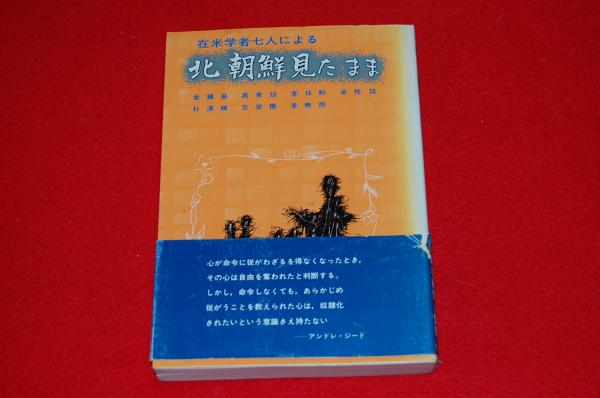 在米学者七人による
北朝鮮見たまま
心が命令に従がわざるを得なくなったとき,
その心は自由を奪われたと判断する。
しかし, 命令しなくても, あらかじめ
従がうことを教えられた心は, 奴隷化
されたいという意識さえ持たない
──アンドレ・ジード